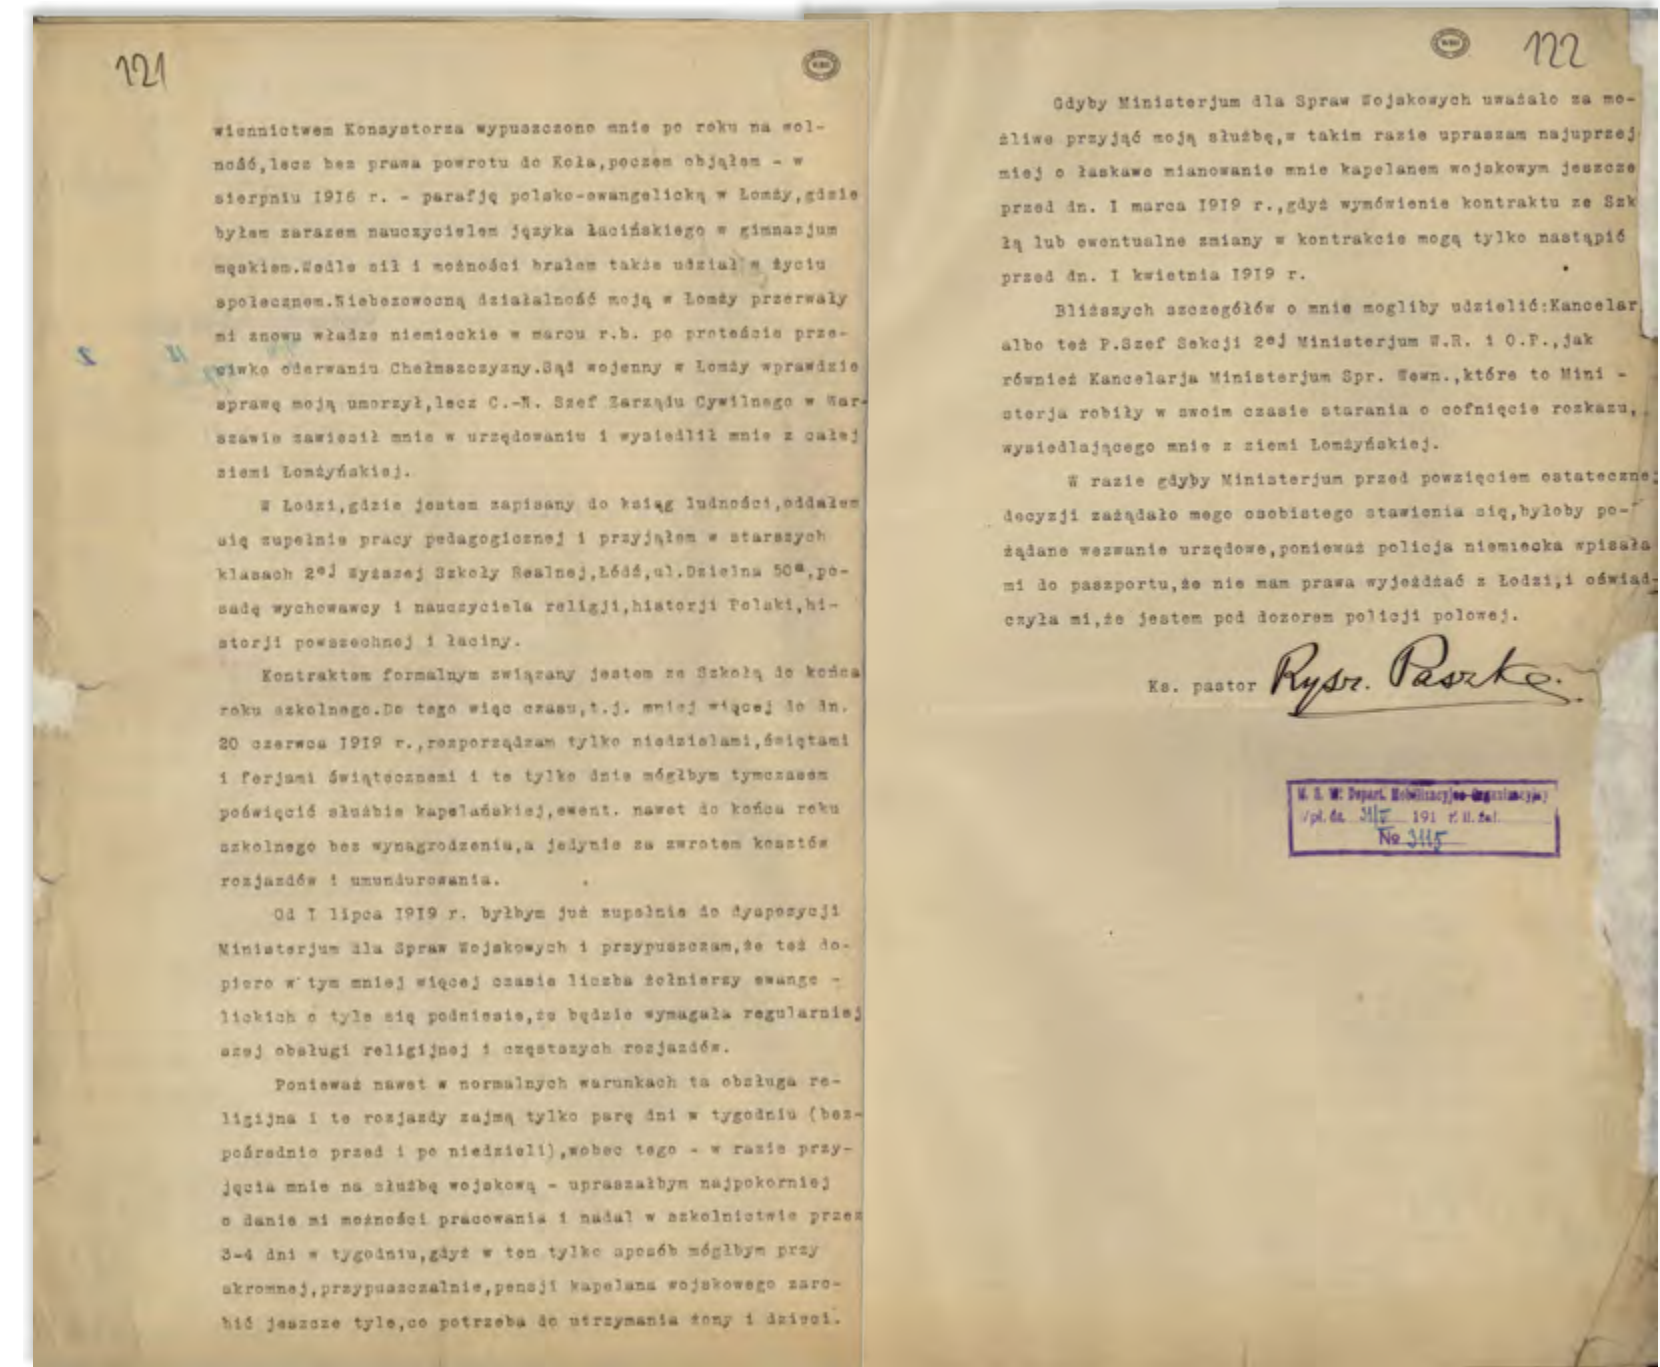 121
wiennictwem Konsystorza wypuszczono mnie po roku na wol-
ność,lecz bez prawa powrotu do Koła,poczem objąłem - w
sierpniu 1916 r. - parafję polsko-ewangelicką w Łomży,gdzie
byłem zarazem nauczycielem języka łacińskiego w gimnazjum
męskiem.Wedle sił i możności brałem także udział w życiu
społecznem.Niebezowocną działalność moją w Łomży przerwały
mi znowu władze niemieckie w marcu r.b. po proteście prze-
ciwko oderwaniu Chełmszczyzny.Sąd wojenny w Łomży wprawdzie
sprawę moją umorzył,lecz C.-N. Szef Zarządu Cywilnego w War-
szawie zawiesił mnie w urzędowaniu i wysiedlił mnie z całej
ziemi Łomżyńskiej.
W Łodzi,gdzie jestem zapisany do ksiąg ludności,oddałem
się zupełnie pracy pedagogicznej i przyjąłem w starszych
klasach 2ej Wyższej Szkoły Realnej,Łódź,ul.Dzielna 50a,po-
sadę wychowawcy i nauczyciela religji,historji Polski,hi-
storji powszechnej i łaciny.
Kontraktem formalnym związany jestem ze Szkołą do końca
roku szkolnego.Do tego więc czasu,t.j. mniej więcej do dn.
20 czerwca 1919 r.,rozporządzam tylko niedzielami,świętami
i ferjami świątecznemi i te tylko dnie mógłbym tymczasem
poświęcić służbie kapelańskiej,ewent. nawet do końca roku
szkolnego bez wynagrodzenia,a jedynie za zwrotem kosztów
rozjazdów i umundurowania.
Od I lipca 1919 r. byłbym już zupełnie do dyspozycji
Ministerjum dla Spraw Wojskowych i przypuszczam,że też do-
piero w tym mniej więcej czasie liczba żołnierzy ewange -
lickich o tyle się podniesie,że będzie wymagała regularniej
szej obsługi religijnej i częstszych rozjazdów.
Ponieważ nawet w normalnych warunkach ta obsługa re-
ligijna i te rozjazdy zajmą tylko parę dni w tygodniu (bez-
pośrednio przed i po niedzieli),wobec tego - w razie przy-
jęcia mnie na służbę wojskową - upraszałbym najpokorniej
o danie mi możności pracowania i nadal w szkolnictwie przez
3-4 dni w tygodniu,gdyż w ten tylko sposób mógłbym przy
skromnej,przypuszczalnie,pensji kapelana wojskowego zaro-
bić jeszcze tyle,co potrzeba do utrzymania żony i dzieci.
122
Gdyby Ministerjum dla Spraw Wojskowych uważało za mo-
żliwe przyjąć moją służbę,w takim razie upraszam najuprzej
miej o łaskawe mianowanie mnie kapelanem wojskowym jeszcze
przed dn. I marca 1919 r.,gdyż wymówienie kontraktu ze Szk
łą lub ewentualne zmiany w kontrakcie mogą tylko nastąpić
przed dn. I kwietnia 1919 r.
Bliższych szczegółów o mnie mogliby udzielić:Kancelar
albo też P.Szef Sekcji 2ej Ministerjum W.R. i O.P.,jak
również Kancelarja Ministerjum Spr. Wewn.,które to Mini -
sterja robiły w swoim czasie starania o cofnięcie rozkazu,
wysiedlającego mnie z ziemi Łomżyńskiej.
W razie gdyby Ministerjum przed powzięciem ostateczne
decyzji zażądało mego osobistego stawienia się,byłoby po-
żądane wezwanie urzędowe,ponieważ policja niemiecka wpisała
mi do paszportu,że nie mam prawa wyjeżdżać z Łodzi,i oświad-
czyła mi,że jestem pod dozorem policji polowej.
Ks. pastor Rysz. Paszko.
M. S. W. Depart. Mobilizacyjno Organizacyjny
191
№ 3115